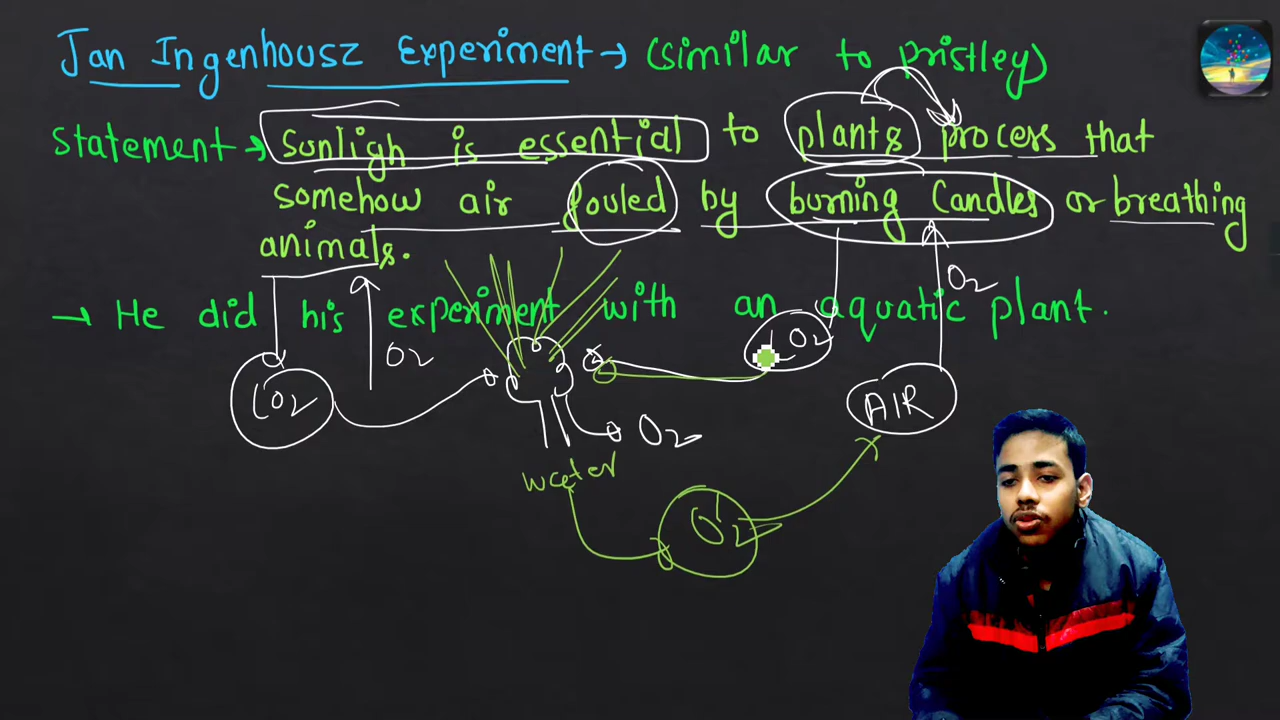 Jan Ingenhousz Experiment → (similar to pristley)
statement → Sunligh is essential to plants process that
somehow air fouled by burning Candles or breathing
animals.
O2
→ He did his experiment with an aquatic plant.
CO2
O2
CO2
AIR
O2
water
O2